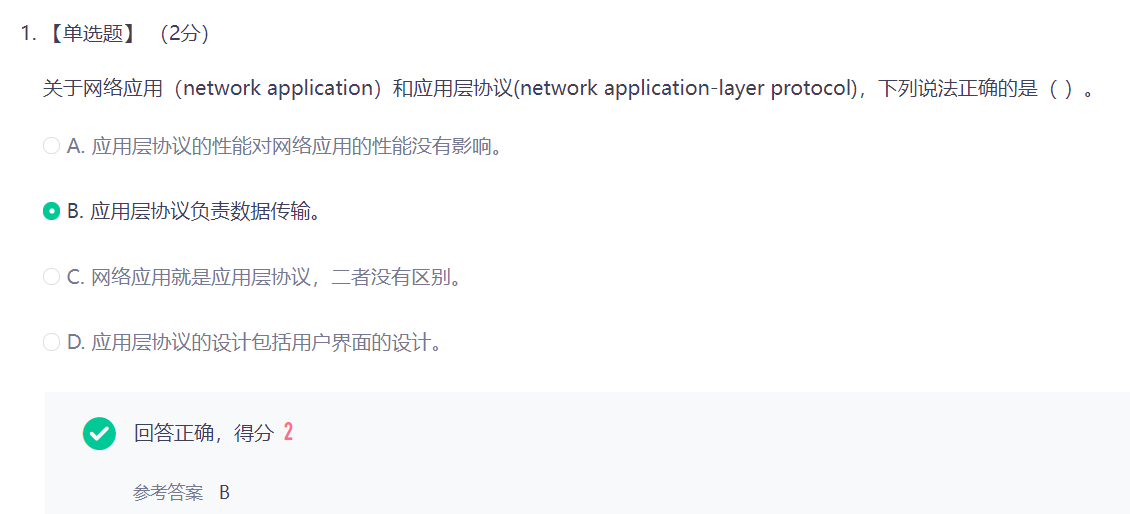 1.【单选题】（2分）
关于网络应用（network application）和应用层协议(network application-layer protocol)，下列说法正确的是（ ）。
A. 应用层协议的性能对网络应用的性能没有影响。
B. 应用层协议负责数据传输。
C. 网络应用就是应用层协议，二者没有区别。
D. 应用层协议的设计包括用户界面的设计。
回答正确，得分 2
参考答案 B